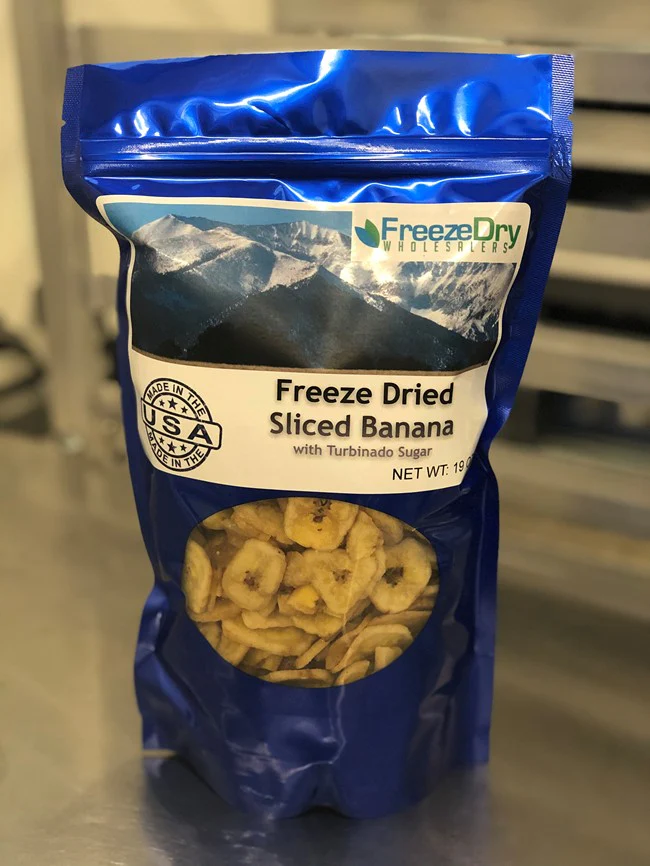 FreezeDry
WHOLESALERS
MADE IN THE
USA
MADE IN THE
Freeze Dried
Sliced Banana
with Turbinado Sugar
NET WT: 19